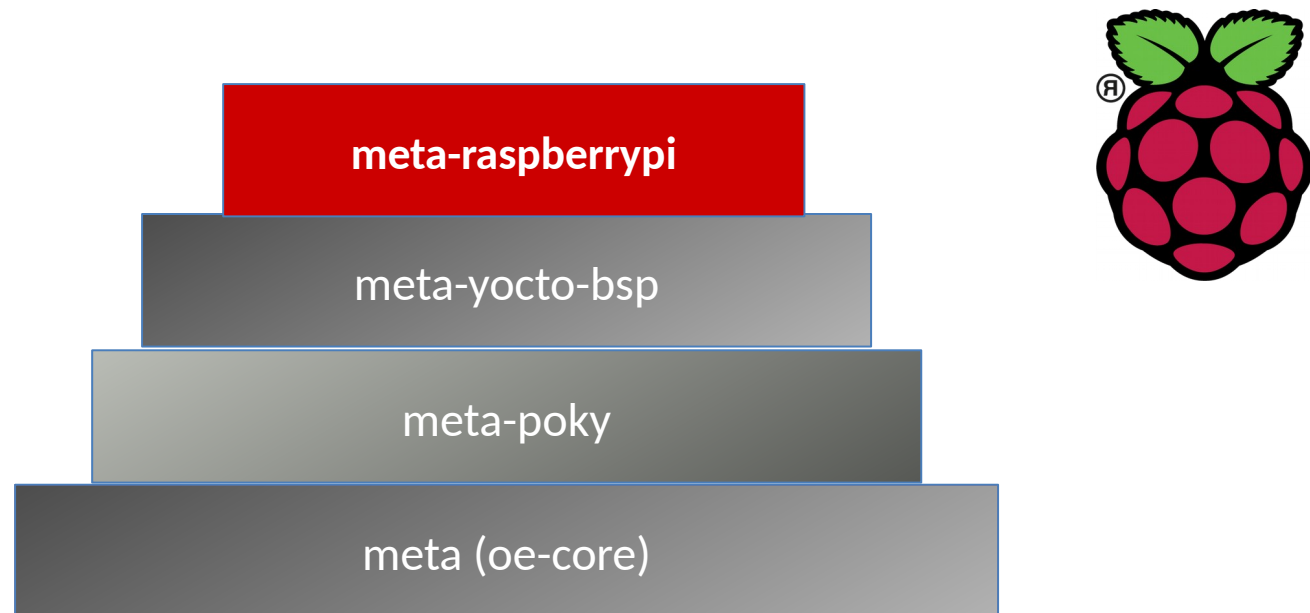 meta-raspberrypi
meta-yocto-bsp
meta-poky
meta (oe-core)
®